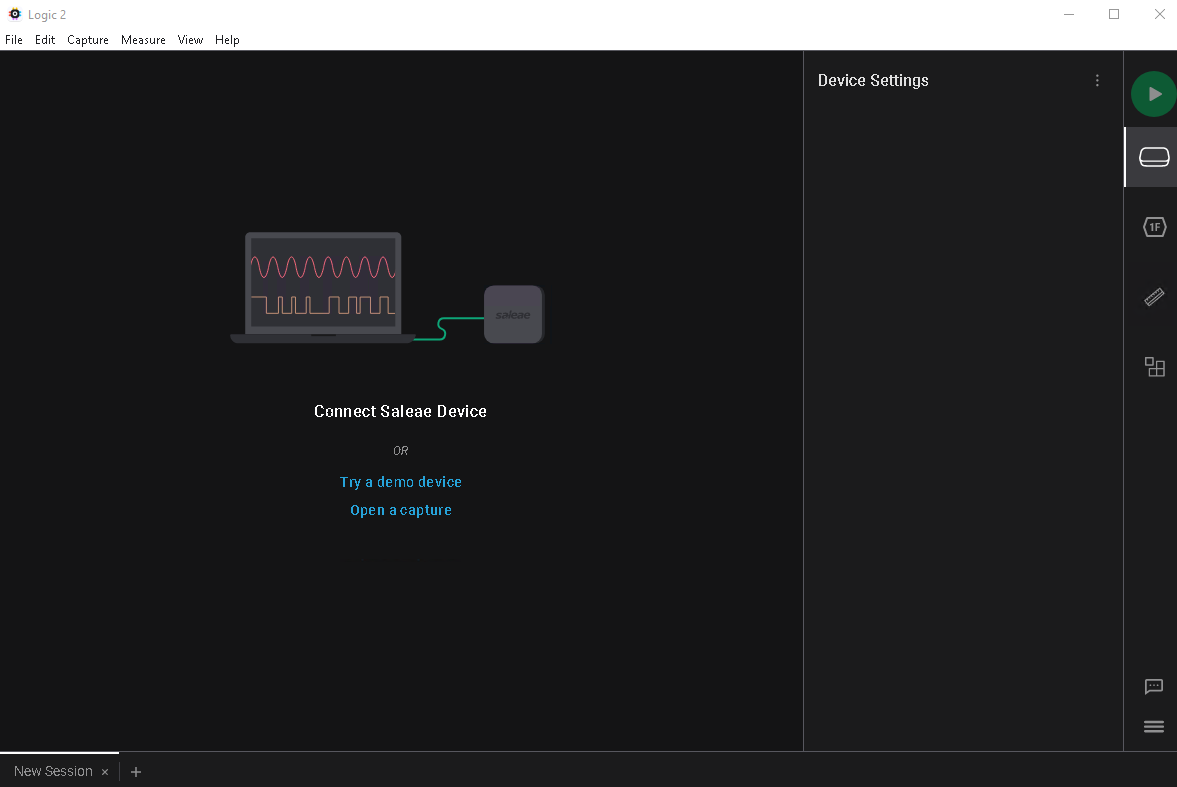 Logic 2
File Edit Capture Measure View Help
Device Settings
1F
saleae
Connect Saleae Device
OR
Try a demo device
Open a capture
New Session × +